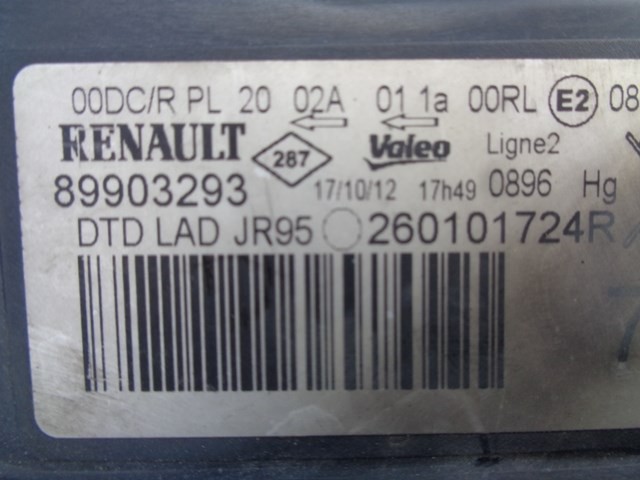 00DC/R PL 20 02A 01 1a 00RL E2 08
RENAULT 287 Valeo Ligne2
89903293 17/10/12 17h49 0896 Hg
DTD LAD JR95 260101724R